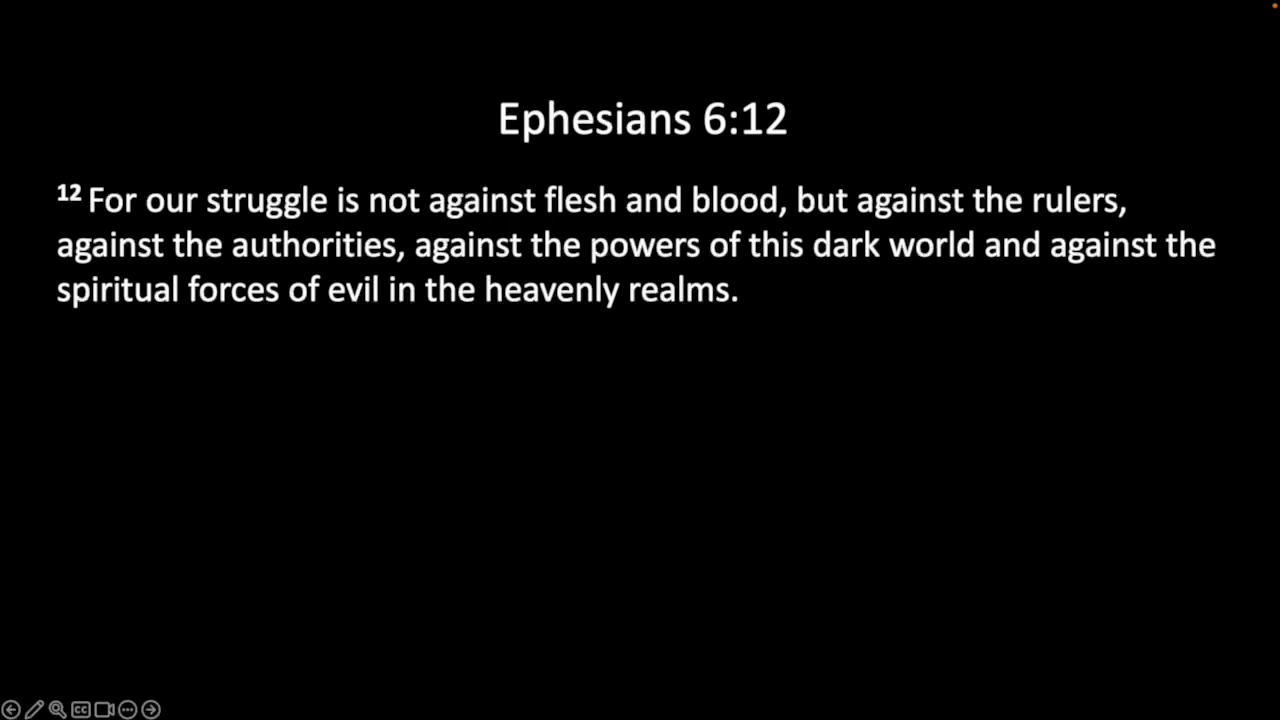 Ephesians 6:12
12 For our struggle is not against flesh and blood, but against the rulers,
against the authorities, against the powers of this dark world and against the
spiritual forces of evil in the heavenly realms.
CC